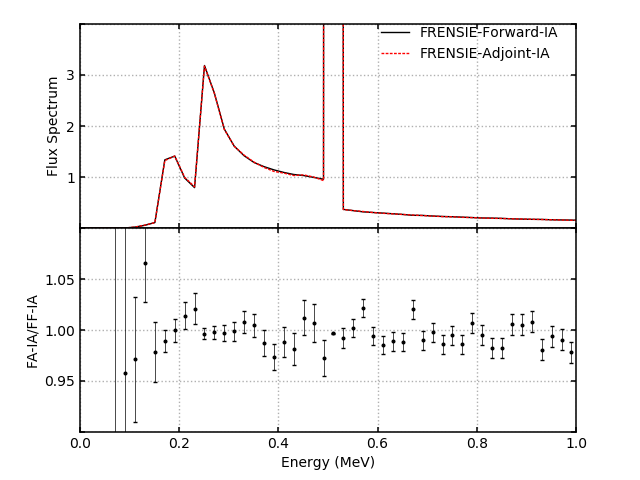 FRENSIE-Forward-IA
FRENSIE-Adjoint-IA
Flux Spectrum
3
2
1
FA-IA/FF-IA
1.05
1.00
0.95
0.0 0.2 0.4 0.6 0.8 1.0
Energy (MeV)